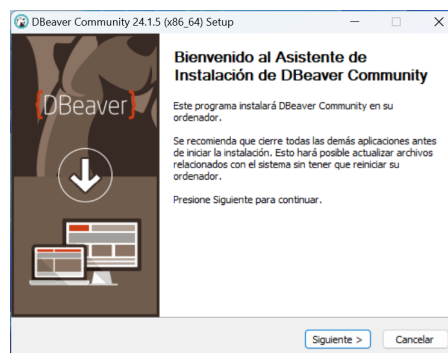 DBeaver Community 24.1.5 (x86_64) Setup
{DBeaver}
Bienvenido al Asistente de
Instalación de DBeaver Community
Este programa instalará DBeaver Community en su
ordenador.
Se recomienda que cierre todas las demás aplicaciones antes
de iniciar la instalación. Esto hará posible actualizar archivos
relacionados con el sistema sin tener que reiniciar su
ordenador.
Presione Siguiente para continuar.
Siguiente >
Cancelar